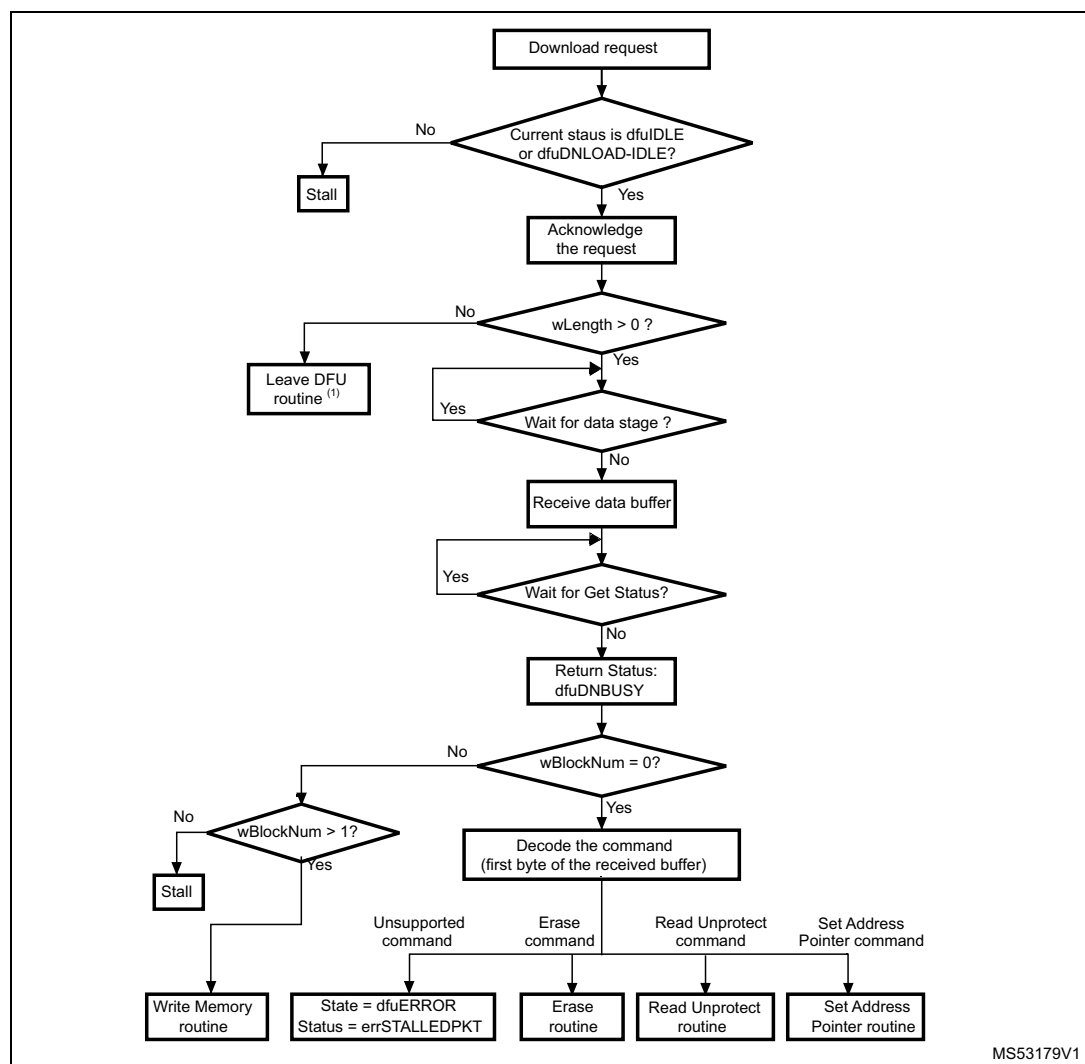 Download request
No
Current staus is dfuIDLE
or dfuDNLOAD-IDLE?
Stall
Yes
Acknowledge
the request
No
wLength > 0 ?
Yes
Leave DFU
routine (1)
Yes
Wait for data stage ?
No
Receive data buffer
Yes
Wait for Get Status?
No
Return Status:
dfuDNBUSY
No
wBlockNum = 0?
Yes
No
wBlockNum > 1?
Yes
Decode the command
(first byte of the received buffer)
Stall
Unsupported
command
Erase
command
Read Unprotect
command
Set Address
Pointer command
Write Memory
routine
State = dfuERROR
Status = errSTALLEDPKT
Erase
routine
Read Unprotect
routine
Set Address
Pointer routine
MS53179V1